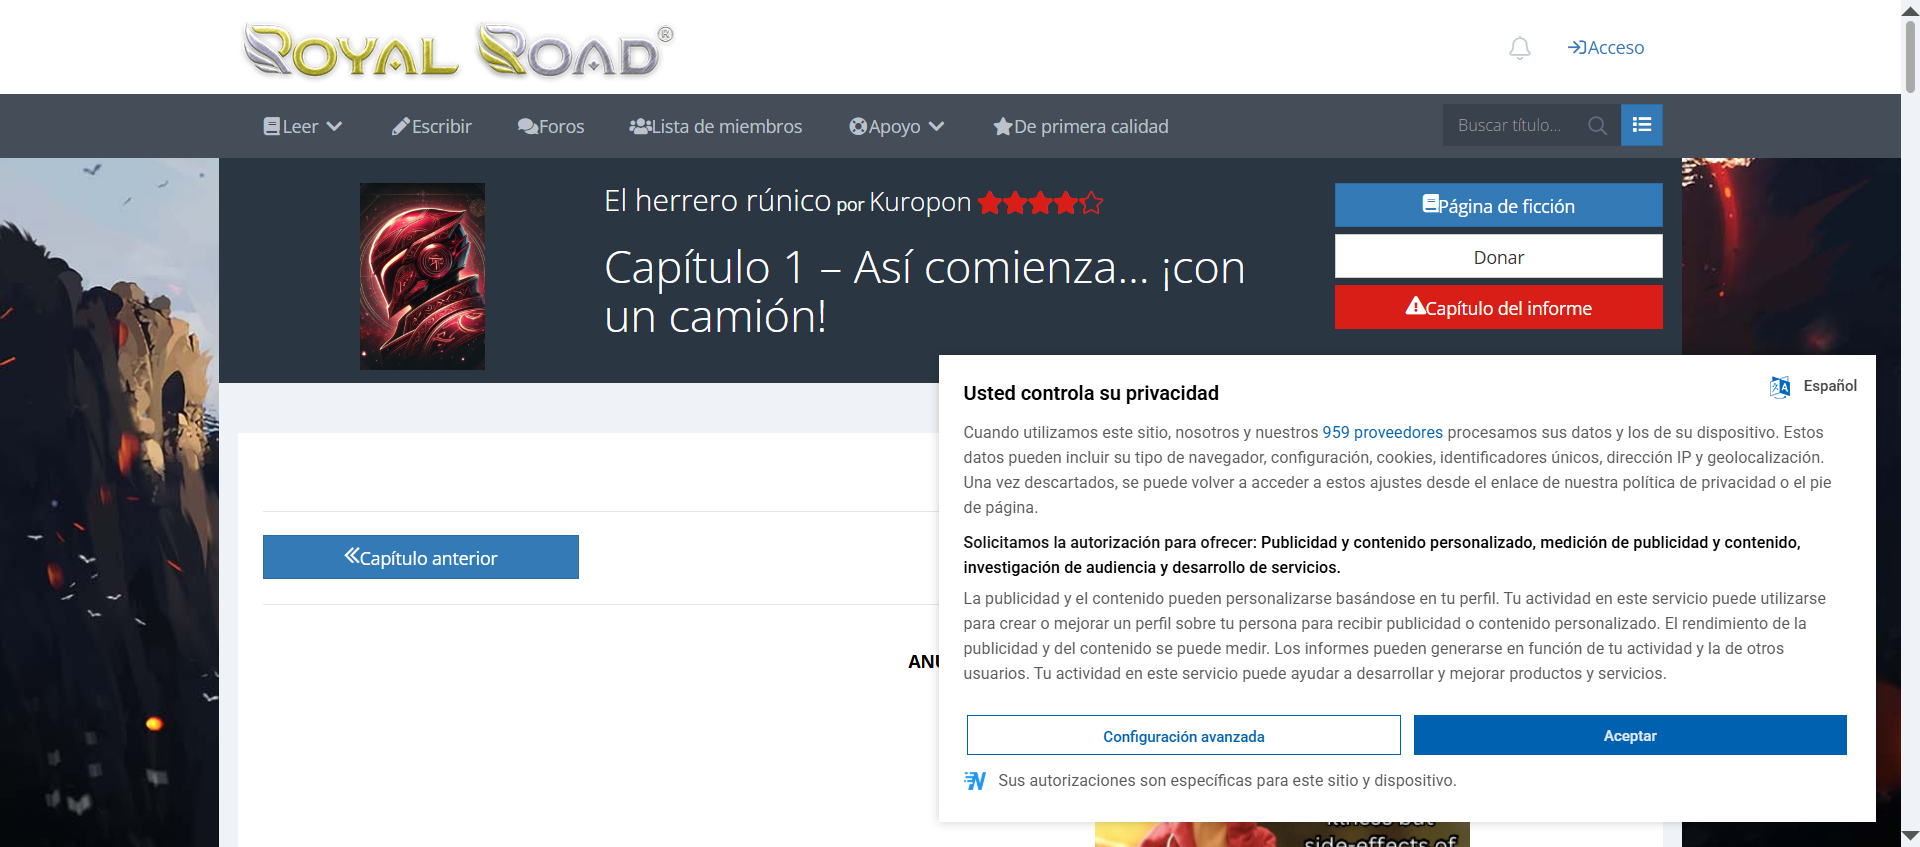 ROYAL ROAD®
Acceso
Leer
Escribir
Foros
Lista de miembros
Apoyo
De primera calidad
Buscar título...
El herrero rúnico por Kuropon
Capítulo 1 – Así comienza... ¡con
un camión!
Página de ficción
Donar
Capítulo del informe
Usted controla su privacidad
Español
Cuando utilizamos este sitio, nosotros y nuestros 959 proveedores procesamos sus datos y los de su dispositivo. Estos
datos pueden incluir su tipo de navegador, configuración, cookies, identificadores únicos, dirección IP y geolocalización.
Una vez descartados, se puede volver a acceder a estos ajustes desde el enlace de nuestra política de privacidad o el pie
de página.
Solicitamos la autorización para ofrecer: Publicidad y contenido personalizado, medición de publicidad y contenido,
investigación de audiencia y desarrollo de servicios.
La publicidad y el contenido pueden personalizarse basándose en tu perfil. Tu actividad en este servicio puede utilizarse
para crear o mejorar un perfil sobre tu persona para recibir publicidad o contenido personalizado. El rendimiento de la
publicidad y del contenido se puede medir. Los informes pueden generarse en función de tu actividad y la de otros
usuarios. Tu actividad en este servicio puede ayudar a desarrollar y mejorar productos y servicios.
Configuración avanzada
Aceptar
Sus autorizaciones son específicas para este sitio y dispositivo.
Capítulo anterior
side-effects of